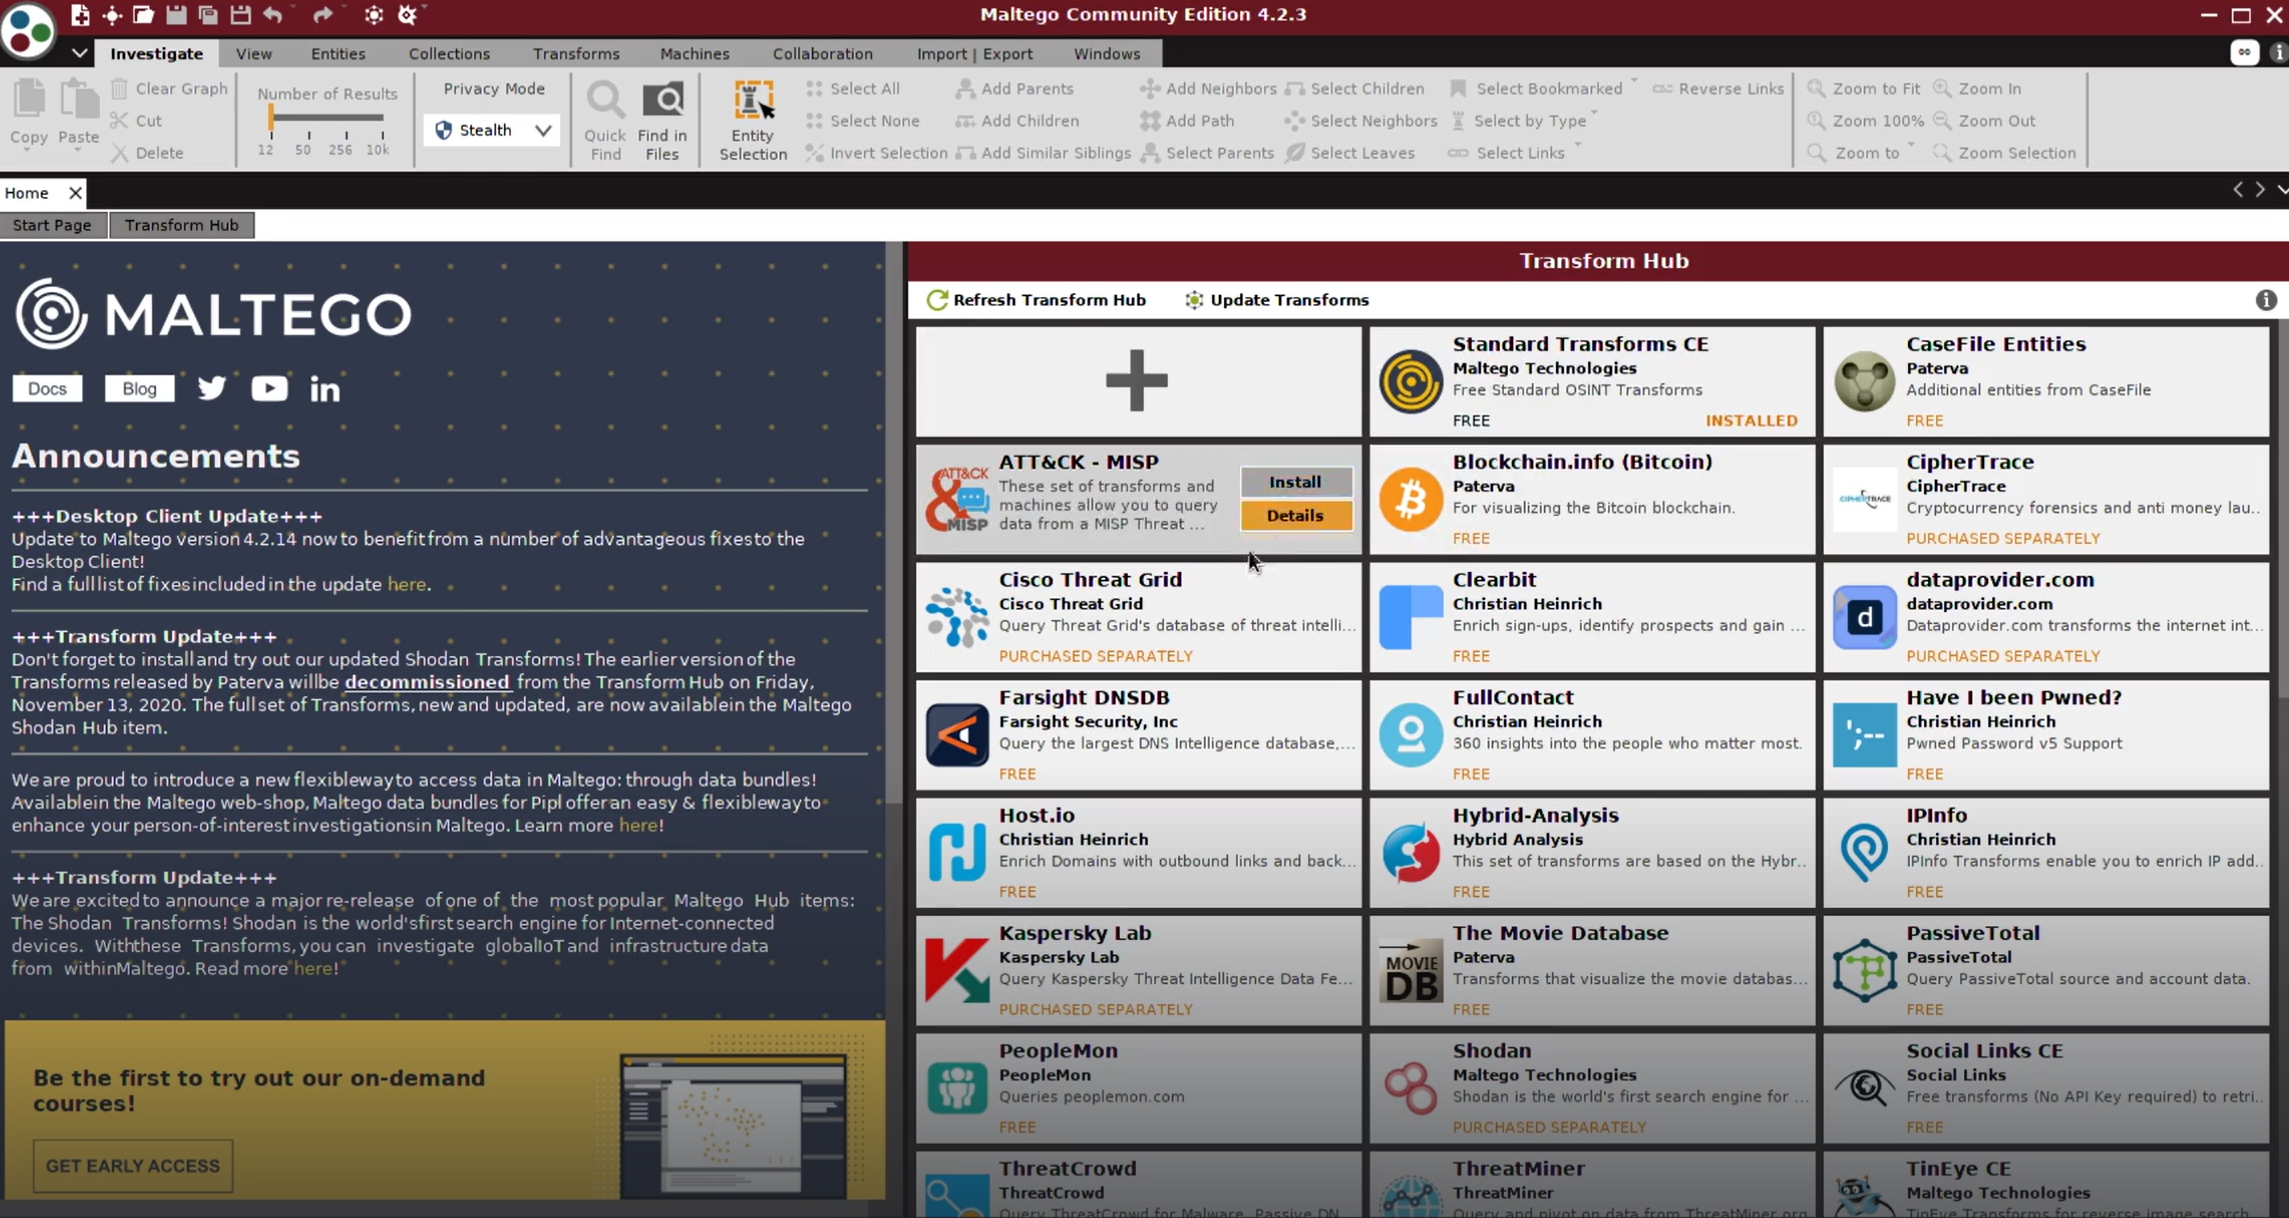 Maltego Community Edition 4.2.3
Investigate View Entities Collections Transforms Machines Collaboration Import | Export Windows
Copy
Paste
Clear Graph
Cut
Delete
Number of Results
12 50 256 10k
Privacy Mode
Stealth
Quick
Find
Find in
Files
Entity
Selection
Select All
Select None
Invert Selection
Add Parents
Add Children
Add Similar Siblings
Add Neighbors
Add Path
Select Parents
Select Children
Select Neighbors
Select Leaves
Select Bookmarked
Select by Type
Select Links
Reverse Links
Zoom to Fit
Zoom 100%
Zoom to
Zoom In
Zoom Out
Zoom Selection
Home
Start Page
Transform Hub
MALTEGO
Docs
Blog
Announcements
+++Desktop Client Update+++
Update to Maltego version 4.2.14 now to benefit from a number of advantageous fixes to the
Desktop Client!
Find a full list of fixes included in the update here.
+++Transform Update+++
Don't forget to install and try out our updated Shodan Transforms! The earlier version of the
Transforms released by Paterva will be decommissioned from the Transform Hub on Friday,
November 13, 2020. The full set of Transforms, new and updated, are now available in the Maltego
Shodan Hub item.
We are proud to introduce a new flexible way to access data in Maltego: through data bundles!
Available in the Maltego web-shop, Maltego data bundles for Pipl offer an easy & flexible way to
enhance your person-of-interest investigations in Maltego. Learn more here!
+++Transform Update+++
We are excited to announce a major re-release of one of the most popular Maltego Hub items:
The Shodan Transforms! Shodan is the world's first search engine for Internet-connected
devices. With these Transforms, you can investigate global IoT and infrastructure data
from within Maltego. Read more here!
Be the first to try out our on-demand
courses!
GET EARLY ACCESS
Transform Hub
Refresh Transform Hub
Update Transforms
Standard Transforms CE
Maltego Technologies
Free Standard OSINT Transforms
FREE
INSTALLED
CaseFile Entities
Paterva
Additional entities from CaseFile
FREE
ATT&CK
&
MISP
ATT&CK - MISP
These set of transforms and
machines allow you to query
data from a MISP Threat ...
Install
Details
Blockchain.info (Bitcoin)
Paterva
For visualizing the Bitcoin blockchain.
FREE
CIPHERTRACE
CipherTrace
CipherTrace
Cryptocurrency forensics and anti money lau..
PURCHASED SEPARATELY
Cisco Threat Grid
Cisco Threat Grid
Query Threat Grid's database of threat intelli...
PURCHASED SEPARATELY
Clearbit
Christian Heinrich
Enrich sign-ups, identify prospects and gain ...
FREE
d
dataprovider.com
dataprovider.com
Dataprovider.com transforms the internet int...
PURCHASED SEPARATELY
Farsight DNSDB
Farsight Security, Inc
Query the largest DNS Intelligence database,...
FREE
FullContact
Christian Heinrich
360 insights into the people who matter most.
FREE
';--
Have I been Pwned?
Christian Heinrich
Pwned Password v5 Support
FREE
Host.io
Christian Heinrich
Enrich Domains with outbound links and back...
FREE
Hybrid-Analysis
Hybrid Analysis
This set of transforms are based on the Hybr..
FREE
IPInfo
Christian Heinrich
IPInfo Transforms enable you to enrich IP add..
FREE
Kaspersky Lab
Kaspersky Lab
Query Kaspersky Threat Intelligence Data Fe...
PURCHASED SEPARATELY
MOVIE
DB
The Movie Database
Paterva
Transforms that visualize the movie databas...
FREE
PassiveTotal
PassiveTotal
Query PassiveTotal source and account data.
FREE
PeopleMon
PeopleMon
Queries peoplemon.com
FREE
Shodan
Maltego Technologies
Shodan is the world's first search engine for ...
PURCHASED SEPARATELY
Social Links CE
Social Links
Free transforms (No API Key required) to retri..
FREE
ThreatCrowd
ThreatCrowd
Query ThreatCrowd for Malware, Passive DN...
ThreatMiner
ThreatMiner
Query and pivot on data from ThreatMiner.org
TinEye CE
Maltego Technologies
TinEye Transforms for reverse image search